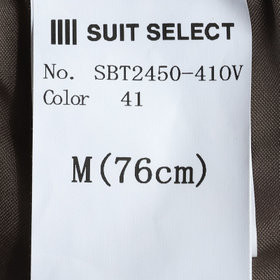 SUIT SELECT
No. SBT2450-410V
Color 41
M(76cm)